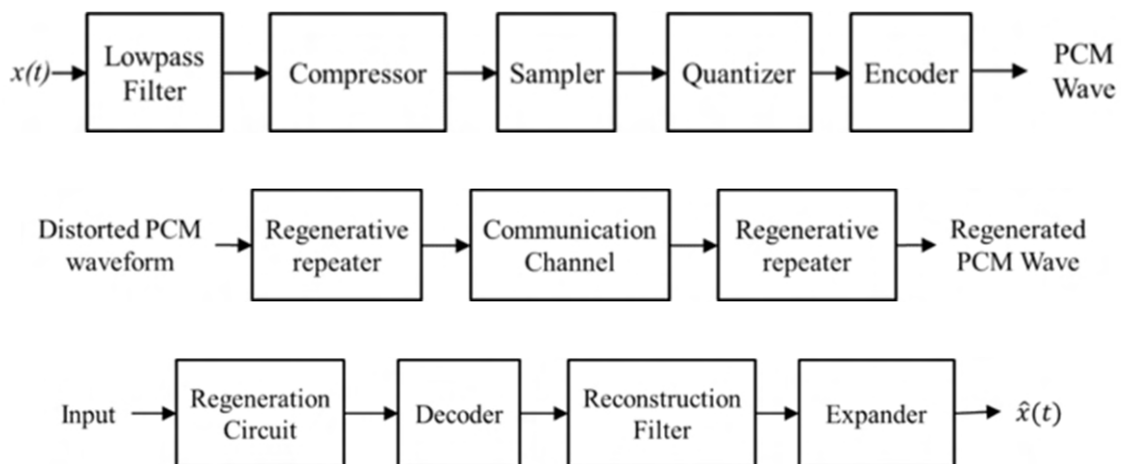 x(t)
Lowpass
Filter
Compressor
Sampler
Quantizer
Encoder
PCM
Wave
Distorted PCM
waveform
Regenerative
repeater
Communication
Channel
Regenerative
repeater
Regenerated
PCM Wave
Input
Regeneration
Circuit
Decoder
Reconstruction
Filter
Expander
x̂(t)